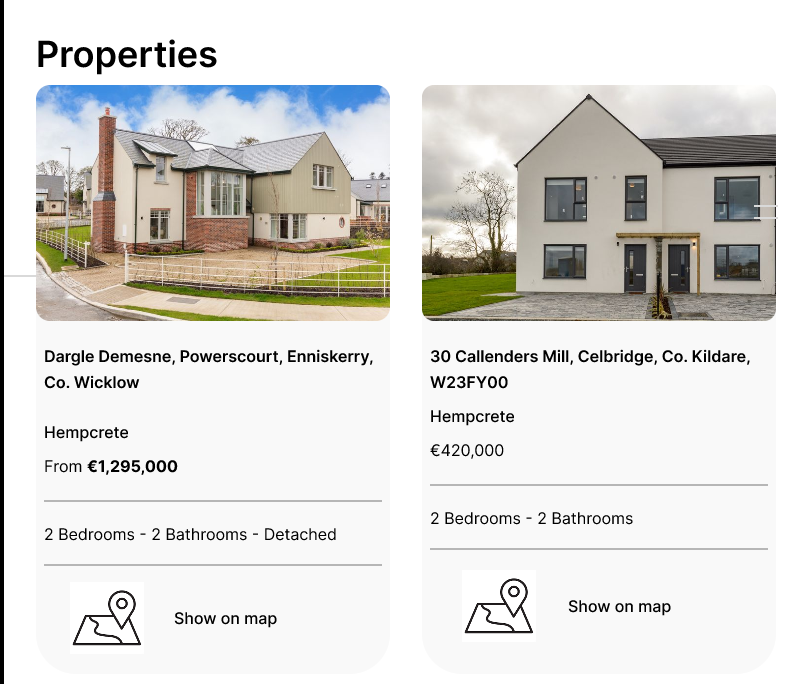 Properties
Dargle Demesne, Powerscourt, Enniskerry,
Co. Wicklow
Hempcrete
From €1,295,000
2 Bedrooms - 2 Bathrooms - Detached
Show on map
30 Callenders Mill, Celbridge, Co. Kildare,
W23FY00
Hempcrete
€420,000
2 Bedrooms - 2 Bathrooms
Show on map